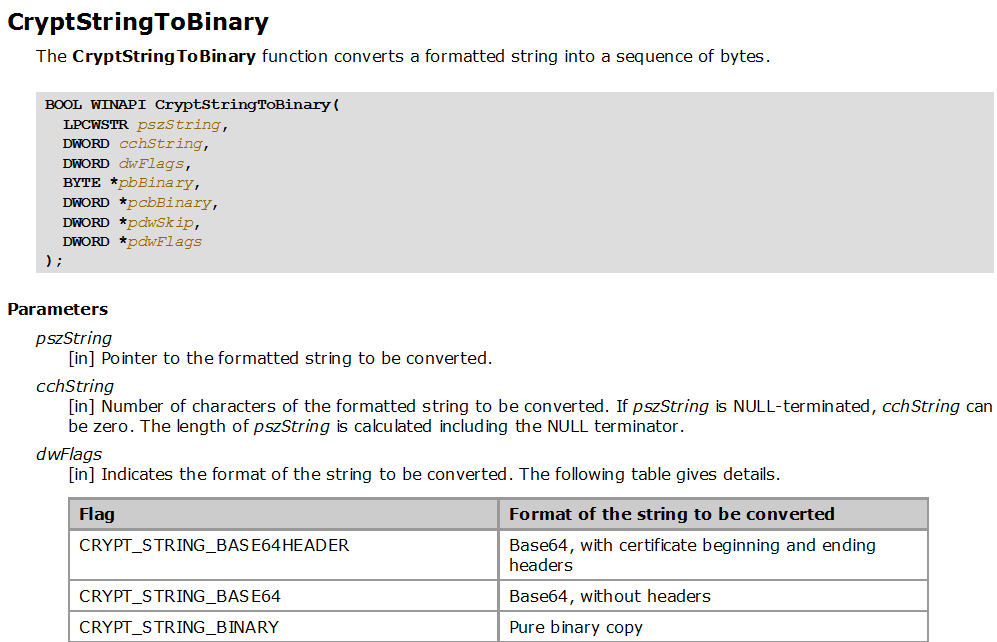 CryptStringToBinary
The CryptStringToBinary function converts a formatted string into a sequence of bytes.
BOOL WINAPI CryptStringToBinary(
  LPCWSTR pszString,
  DWORD cchString,
  DWORD dwFlags,
  BYTE *pbBinary,
  DWORD *pcbBinary,
  DWORD *pdwSkip,
  DWORD *pdwFlags
);
Parameters
pszString
[in] Pointer to the formatted string to be converted.
cchString
[in] Number of characters of the formatted string to be converted. If pszString is NULL-terminated, cchString can
be zero. The length of pszString is calculated including the NULL terminator.
dwFlags
[in] Indicates the format of the string to be converted. The following table gives details.
Flag Format of the string to be converted
CRYPT_STRING_BASE64HEADER Base64, with certificate beginning and ending
headers
CRYPT_STRING_BASE64 Base64, without headers
CRYPT_STRING_BINARY Pure binary copy